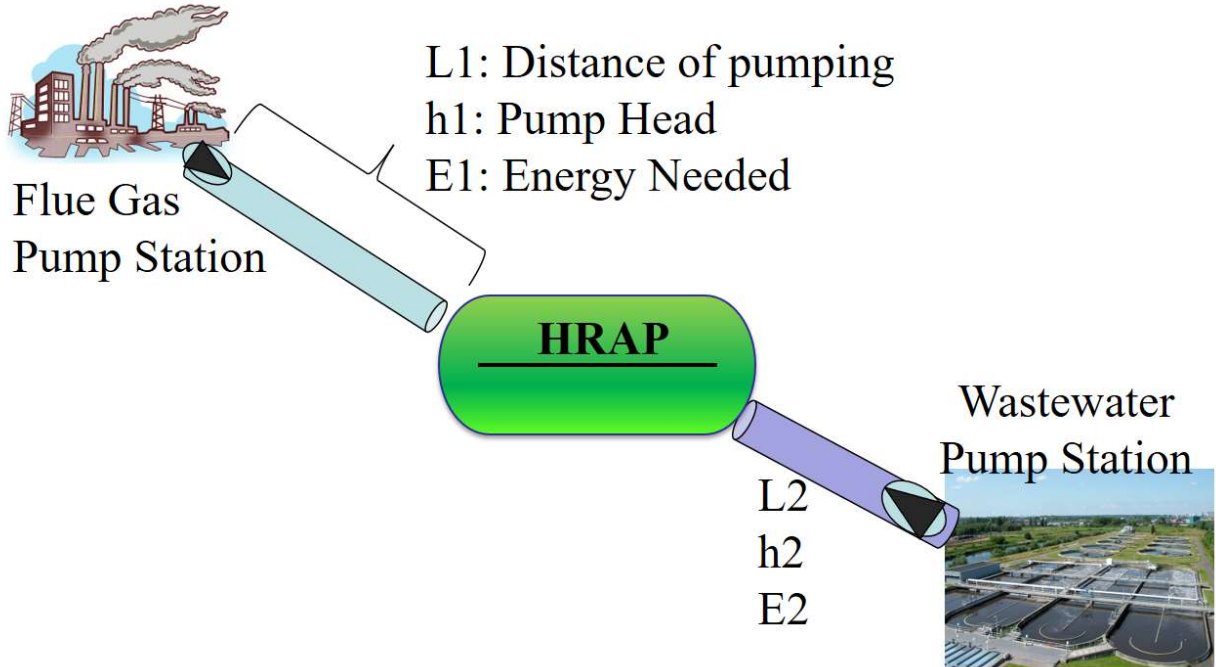 L1: Distance of pumping
h1: Pump Head
E1: Energy Needed
Flue Gas
Pump Station
HRAP
Wastewater
Pump Station
L2
h2
E2